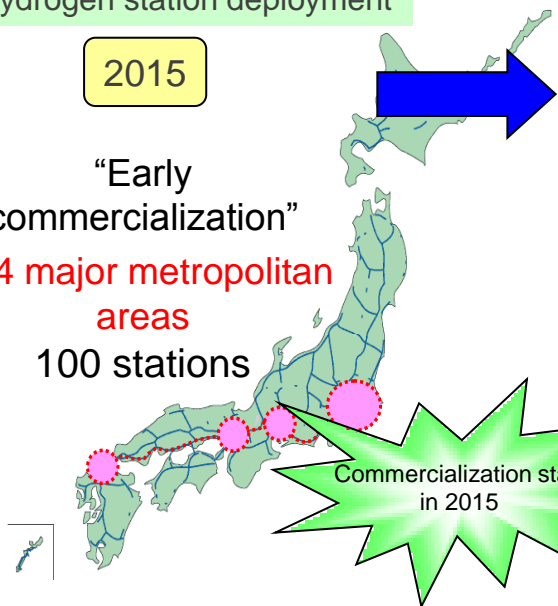 ydrogen station deployment
2015
“Early
commercialization”
4 major metropolitan
areas
100 stations
Commercialization sta
in 2015